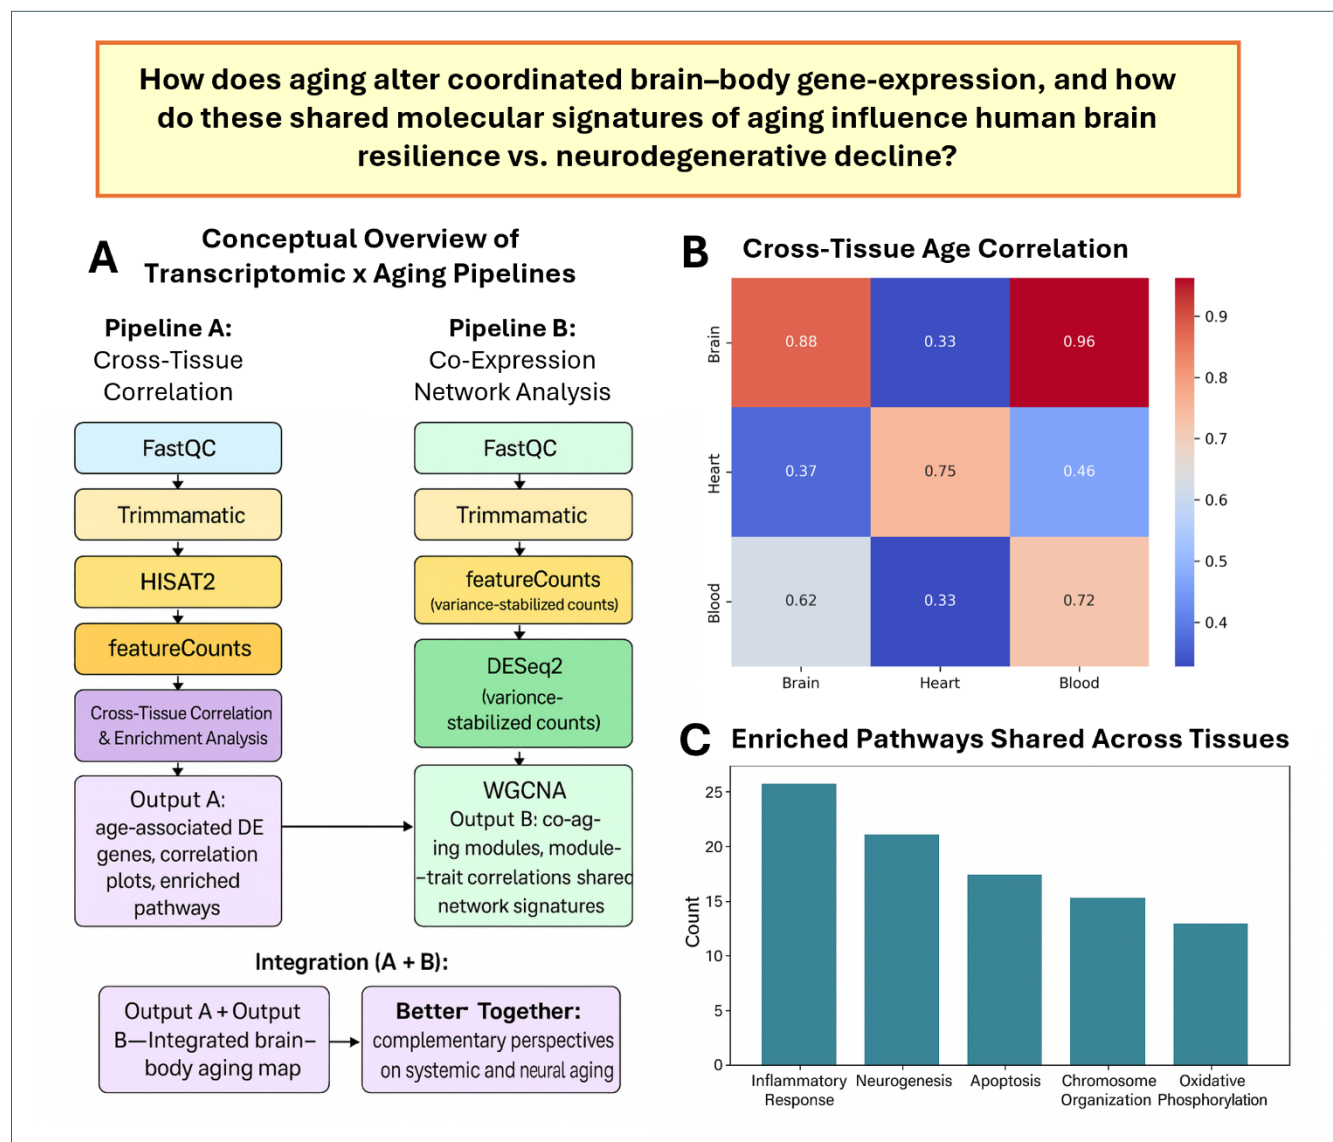 How does aging alter coordinated brain–body gene-expression, and how
do these shared molecular signatures of aging influence human brain
resilience vs. neurodegenerative decline?
A
Conceptual Overview of
Transcriptomic x Aging Pipelines
Pipeline A:
Cross-Tissue
Correlation
FastQC
Trimmamatic
HISAT2
featureCounts
Cross-Tissue Correlation
& Enrichment Analysis
Output A:
age-associated DE
genes, correlation
plots, enriched
pathways
Pipeline B:
Co-Expression
Network Analysis
FastQC
Trimmamatic
featureCounts
(variance-stabilized counts)
DESeq2
(varionce-
stabilized counts)
WGCNA
Output B: co-ag-
ing modules, module-
–trait correlations shared
network signatures
Integration (A + B):
Output A + Output
B—Integrated brain–
body aging map
Better Together:
complementary perspectives
on systemic and neural aging
B
Cross-Tissue Age Correlation
Brain
0.88 0.33 0.96
Heart
0.37 0.75 0.46
Blood
0.62 0.33 0.72
Brain Heart Blood
0.9
0.8
0.7
0.6
0.5
0.4
C
Enriched Pathways Shared Across Tissues
Count
25
20
15
10
5
0
Inflammatory
Response
Neurogenesis
Apoptosis
Chromosome
Organization
Oxidative
Phosphorylation